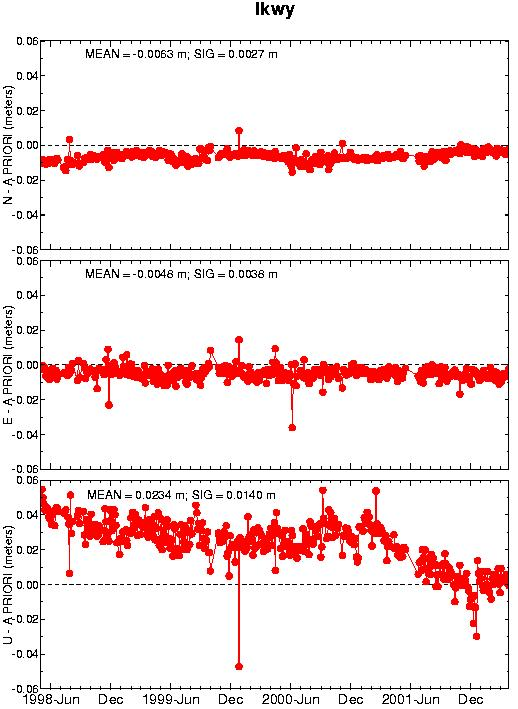 lkwy
0.06
MEAN = -0.0063 m; SIG = 0.0027 m
0.04
0.02
0.00
-0.02
-0.04
-0.06
N - A PRIORI (meters)
0.06
MEAN = -0.0048 m; SIG = 0.0038 m
0.04
0.02
0.00
-0.02
-0.04
-0.06
E - A PRIORI (meters)
0.06
MEAN = 0.0234 m; SIG = 0.0140 m
0.04
0.02
0.00
-0.02
-0.04
-0.06
U - A PRIORI (meters)
1998-Jun Dec 1999-Jun Dec 2000-Jun Dec 2001-Jun Dec